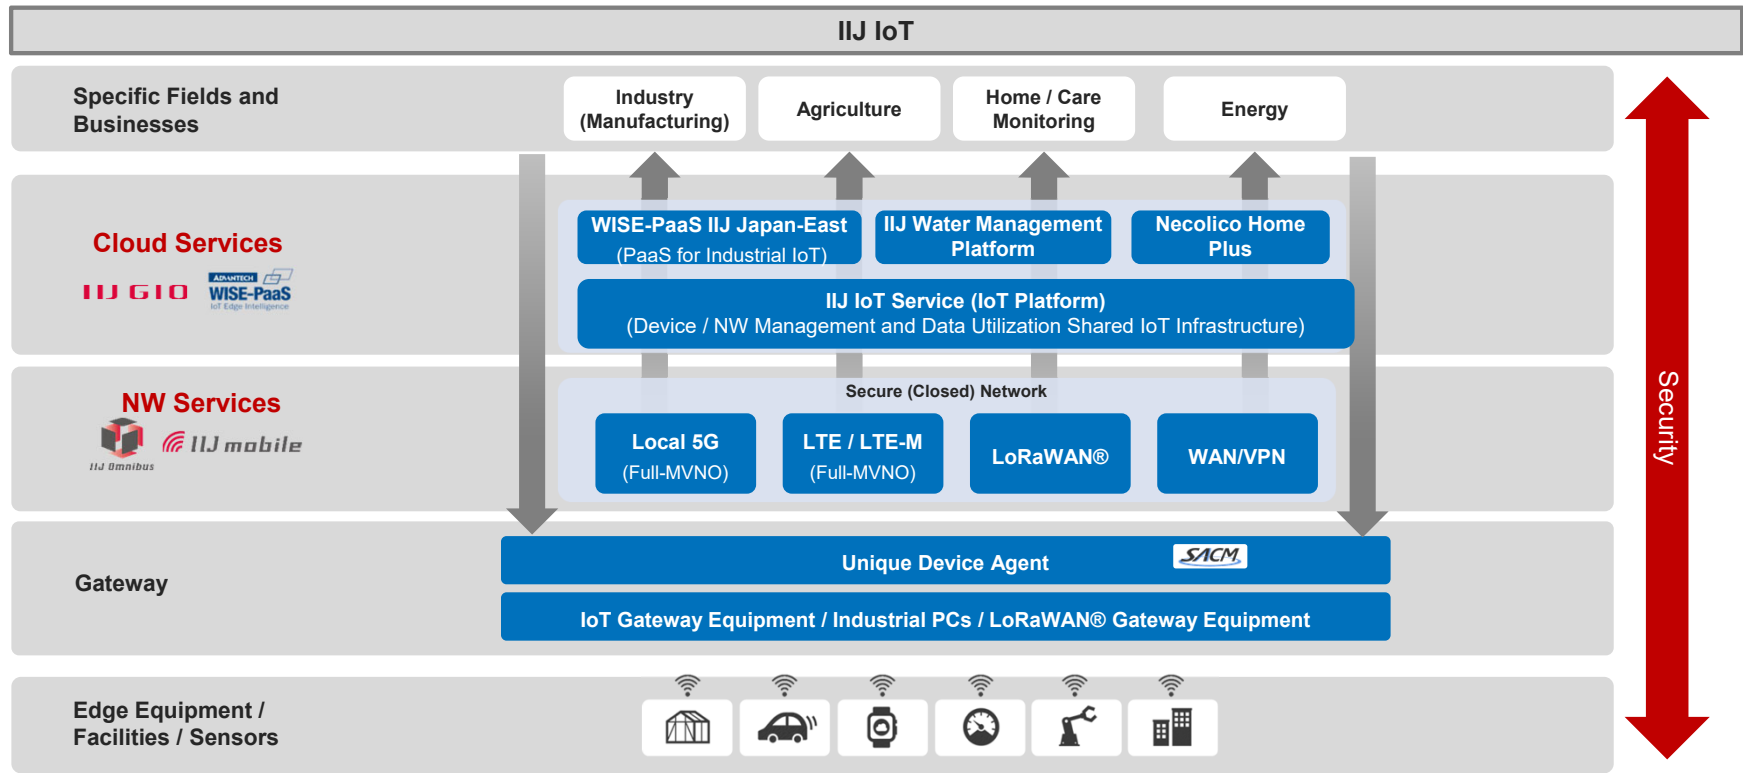 IIJ IoT
Specific Fields and
Businesses
Industry
(Manufacturing)
Agriculture
Home / Care
Monitoring
Energy
Cloud Services
IIJ GIO
ADVANTECH
WISE-PaaS
IoT Edge Intelligence
WISE-PaaS IIJ Japan-East
(PaaS for Industrial IoT)
IIJ Water Management
Platform
Necolico Home
Plus
IIJ IoT Service (IoT Platform)
(Device / NW Management and Data Utilization Shared IoT Infrastructure)
NW Services
IIJ Omnibus
IIJ mobile
Secure (Closed) Network
Local 5G
(Full-MVNO)
LTE / LTE-M
(Full-MVNO)
LoRaWAN®
WAN/VPN
Security
Gateway
Unique Device Agent
SACM
IoT Gateway Equipment / Industrial PCs / LoRaWAN® Gateway Equipment
Edge Equipment /
Facilities / Sensors